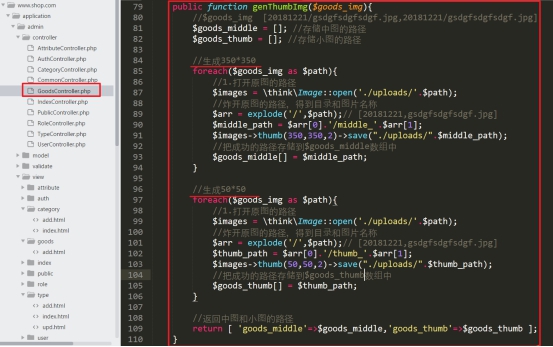 www.shop.com
application
admin
controller
AttributeController.php
AuthController.php
CategoryController.php
CommonController.php
GoodsController.php
IndexController.php
PublicController.php
RoleController.php
TypeController.php
UserController.php
model
validate
view
attribute
auth
category
add.html
index.html
goods
add.html
index
public
role
type
add.html
index.html
upd.html
user
79 public function genThumbImg($goods_img){
80 //$goods_img [20181221/gsdgfsdgfsdgf.jpg,20181221/gsdgfsdgfsdgf.jpg]
81 $goods_middle = []; //存储中图的路径
82 $goods_thumb = []; //存储小图的路径
83
84 //生成350*350
85 foreach($goods_img as $path){
86 //1.打开原图的路径
87 $images = \think\Image::open('./uploads/'.$path);
88 //炸开原图的路径, 得到目录和图片名称
89 $arr = explode('/',$path);// [20181221,gsdgfsdgfsdgf.jpg]
90 $middle_path = $arr[0].'/middle_'.$arr[1];
91 $images->thumb(350,350,2)->save("./uploads/".$middle_path);
92 //把成功的路径存储到$goods_middle数组中
93 $goods_middle[] = $middle_path;
94 }
95
96 //生成50*50
97 foreach($goods_img as $path){
98 //1.打开原图的路径
99 $images = \think\Image::open('./uploads/'.$path);
100 //炸开原图的路径, 得到目录和图片名称
101 $arr = explode('/',$path);// [20181221,gsdgfsdgfsdgf.jpg]
102 $thumb_path = $arr[0].'/thumb_'.$arr[1];
103 $images->thumb(50,50,2)->save("./uploads/".$thumb_path);
104 //把成功的路径存储到$goods_thumb数组中
105 $goods_thumb[] = $thumb_path;
106 }
107
108 //返回中图和小图的路径
109 return [ 'goods_middle'=>$goods_middle,'goods_thumb'=>$goods_thumb ];
110 }